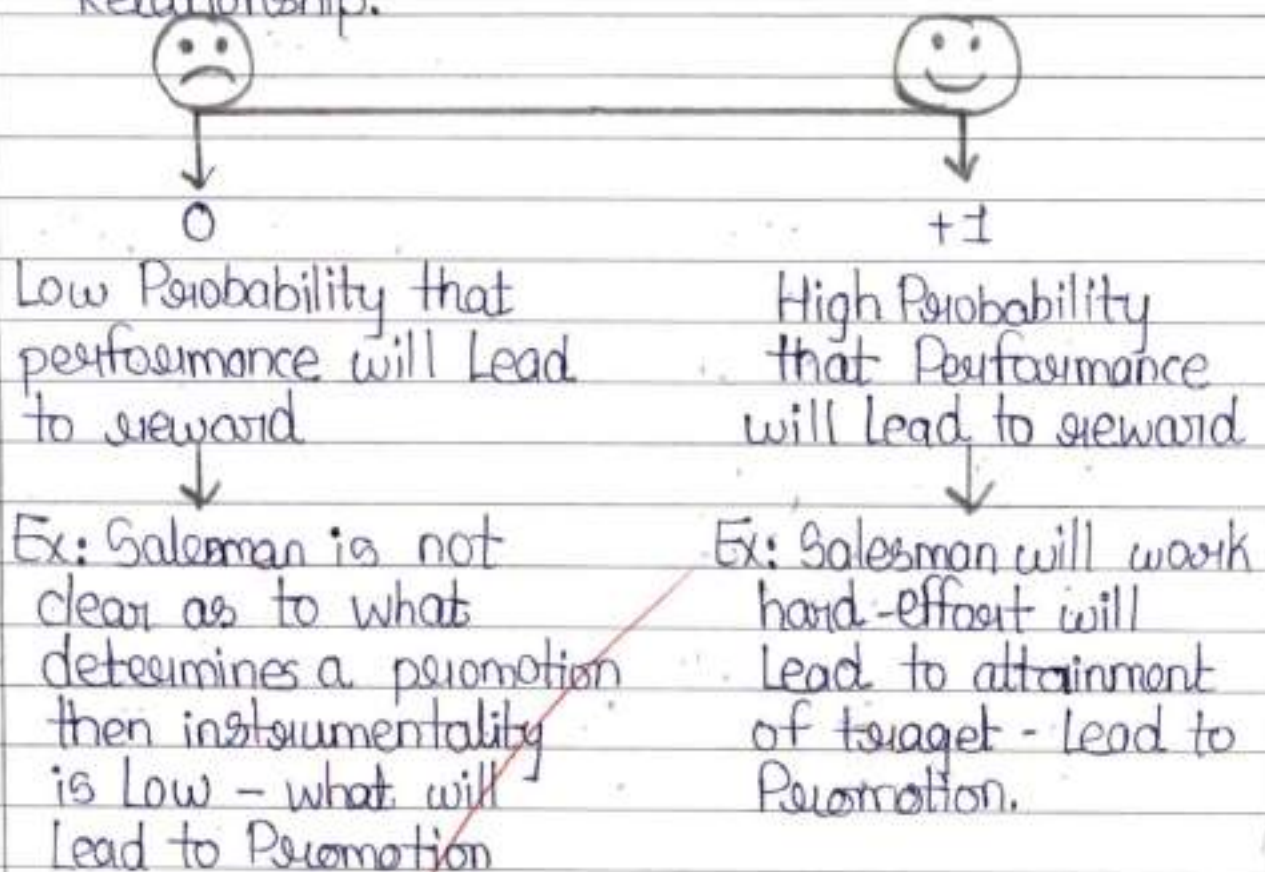 Relationship.
0
Low Probability that
performance will Lead
to reward
Ex: Salesman is not
clear as to what
determines a promotion
then instrumentality
is Low - what will
Lead to Promotion
+1
High Probability
that Performance
will Lead to reward
Ex: Salesman will work
hard - effort will
Lead to attainment
of traget - Lead to
Promotion.